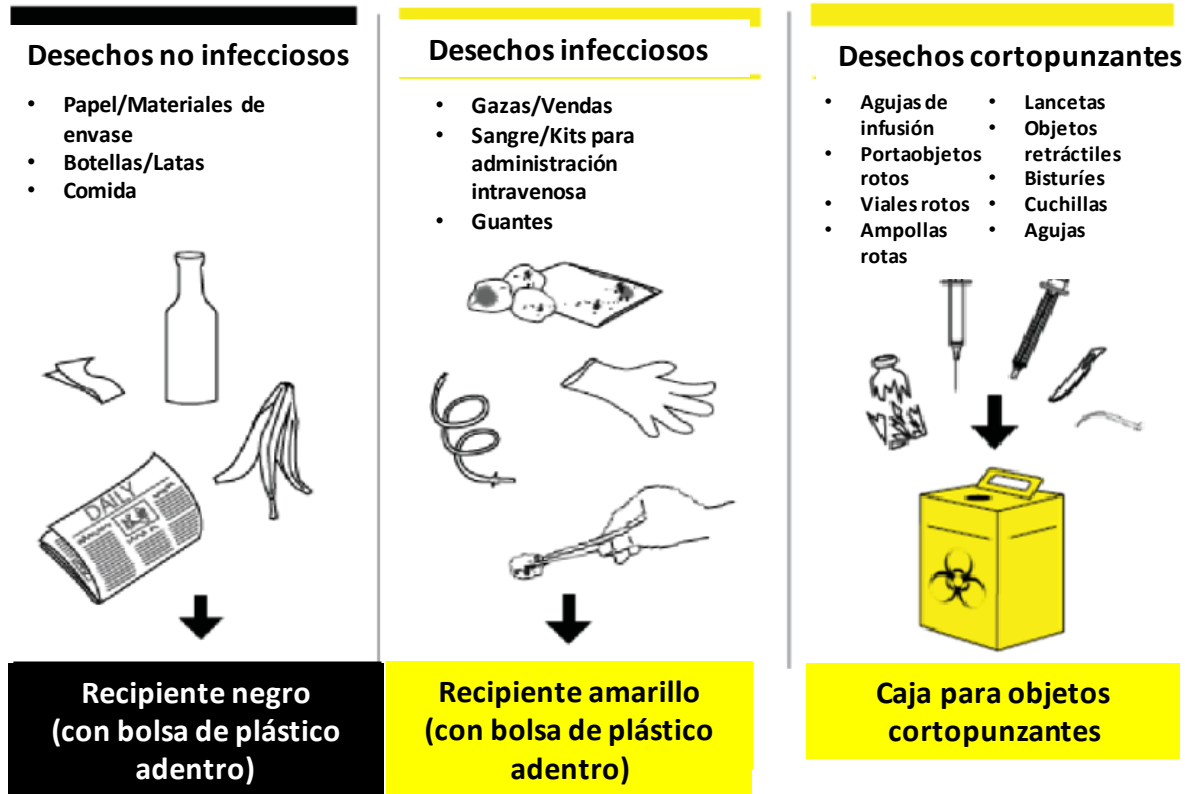 Desechos no infecciosos
• Papel/Materiales de
envase
• Botellas/Latas
• Comida
DAILY
Recipiente negro
(con bolsa de plástico
adentro)
Desechos infecciosos
• Gazas/Vendas
• Sangre/Kits para
administración
intravenosa
• Guantes
Recipiente amarillo
(con bolsa de plástico
adentro)
Desechos cortopunzantes
• Agujas de
infusión
• Portaobjetos
rotos
• Viales rotos
• Ampollas
rotas
• Lancetas
• Objetos
retráctiles
• Bisturíes
• Cuchillas
• Agujas
Caja para objetos
cortopunzantes